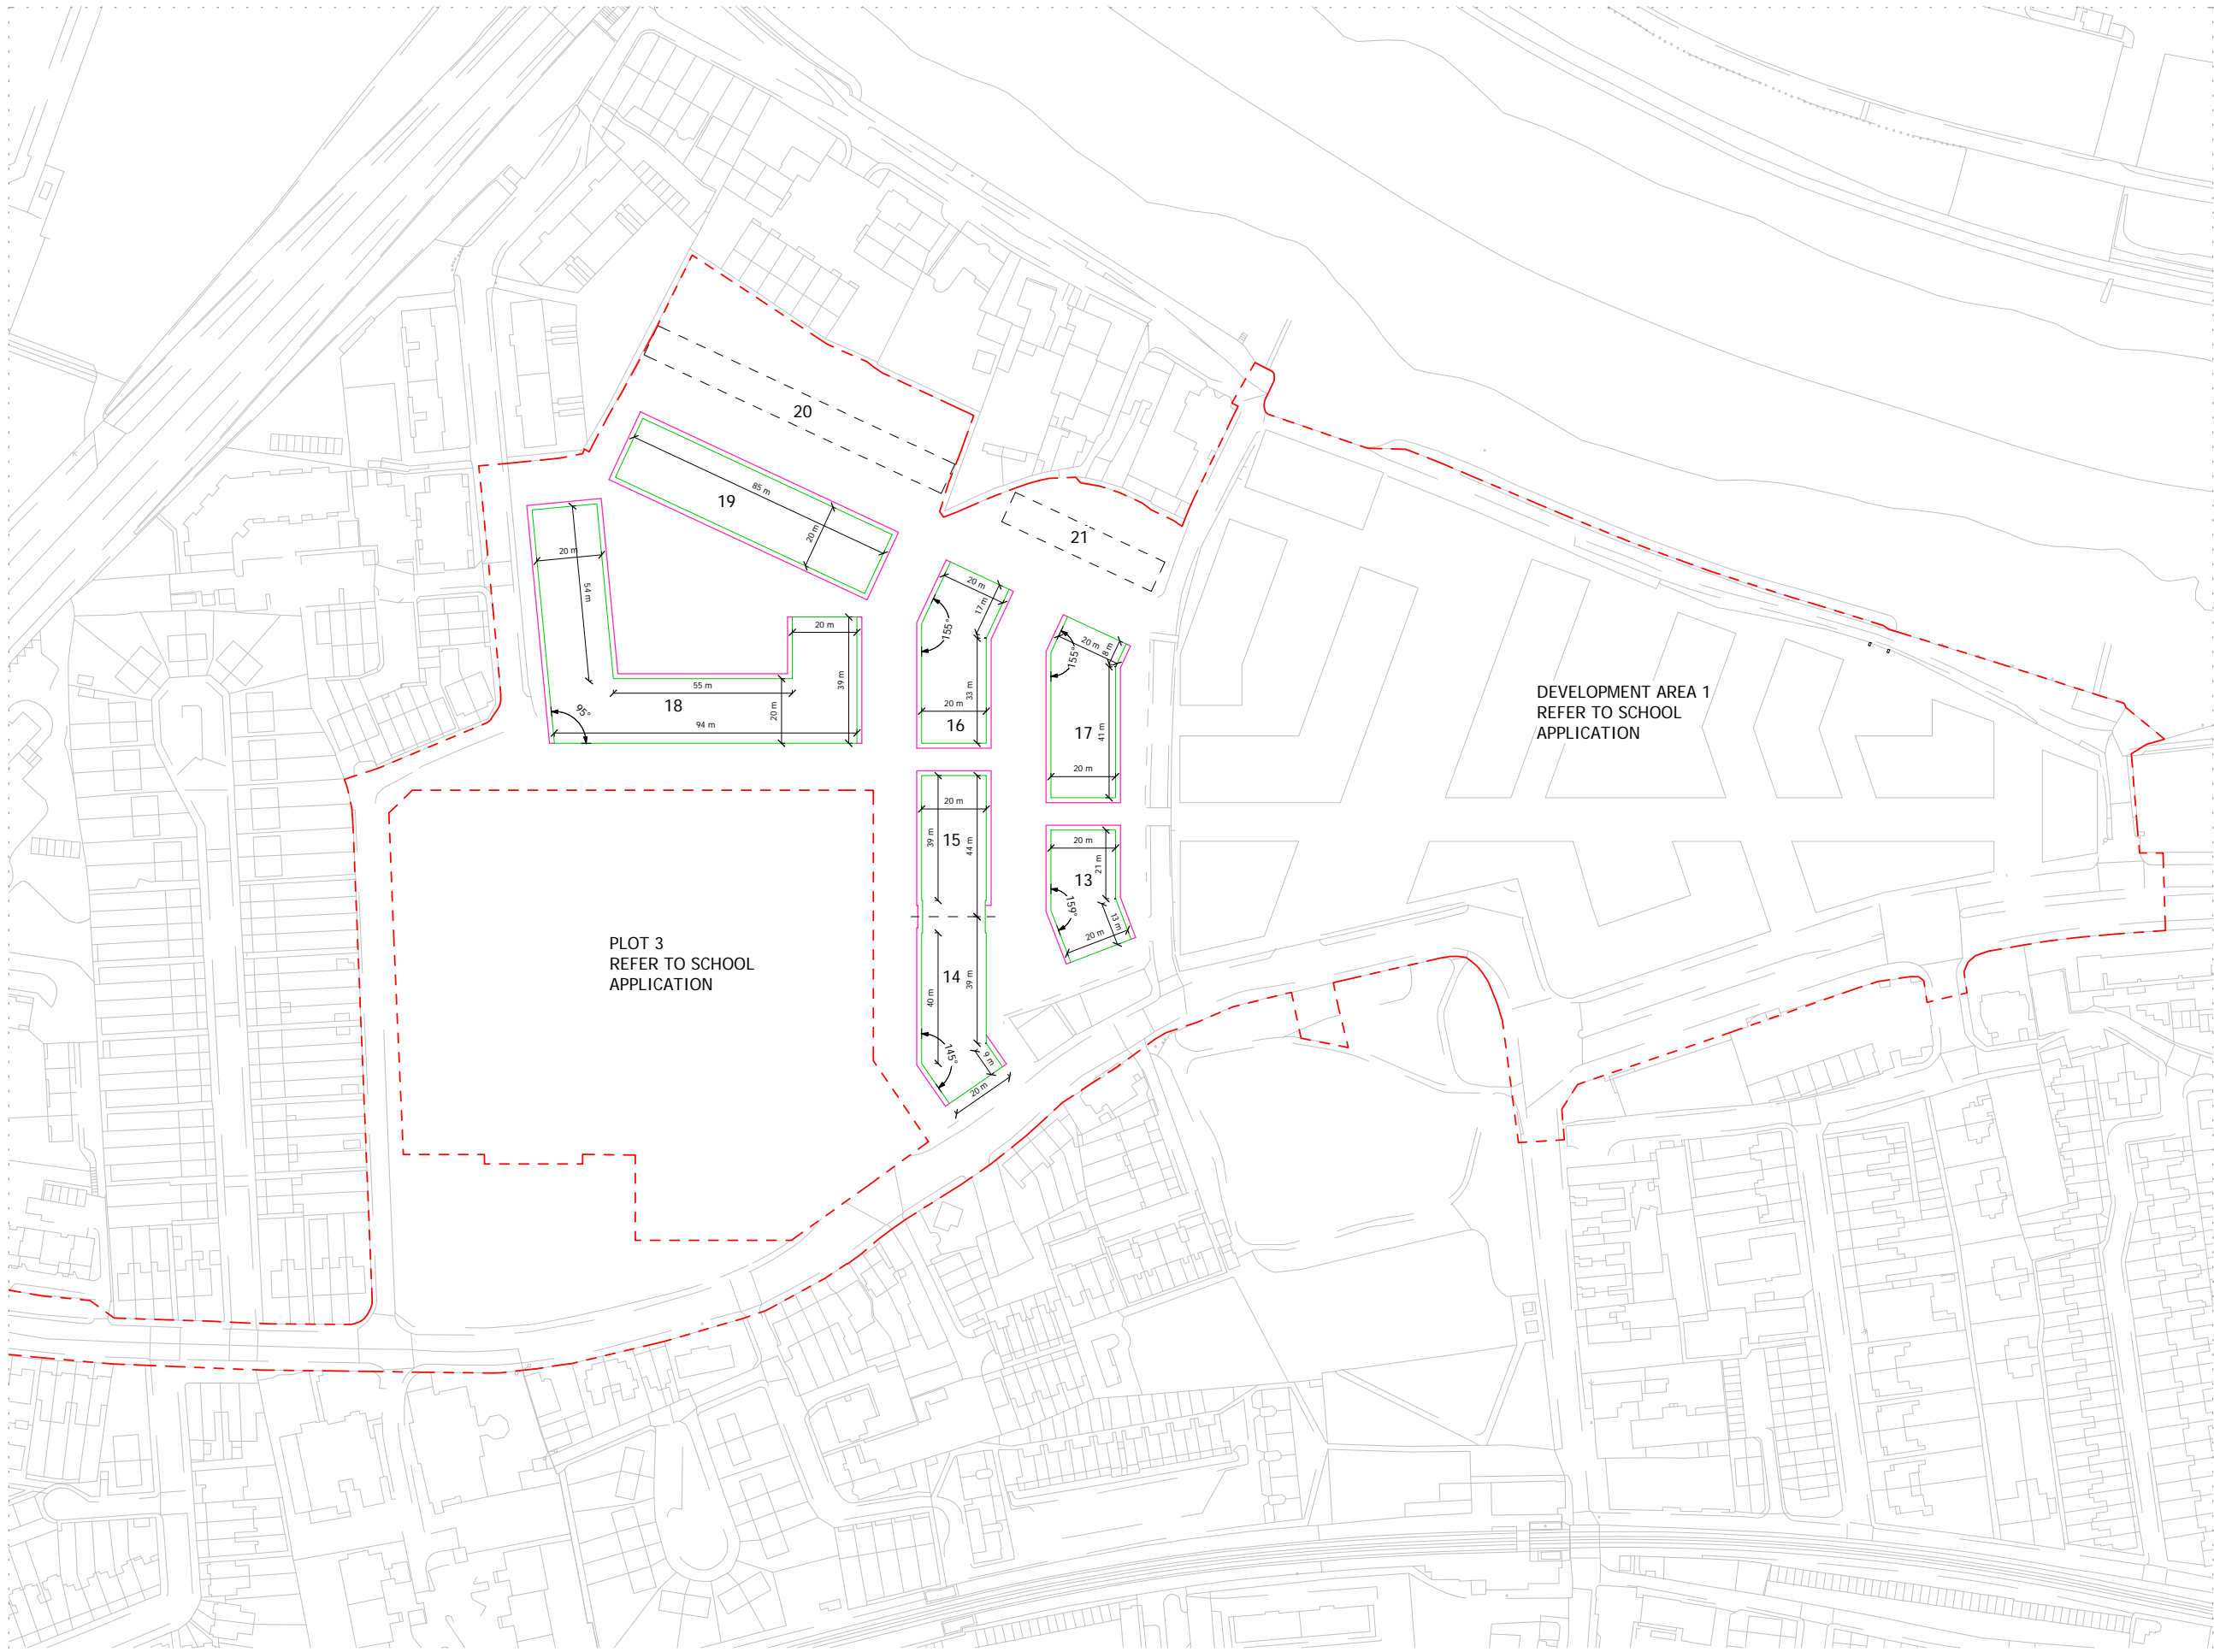 20
85 m
19
20 m
21
20 m
54 m
20 m
17 m
155°
20 m
8 m
155°
20 m
39 m
55 m
18
20 m
94 m
95°
33 m
20 m
16
17
41 m
20 m
DEVELOPMENT AREA 1
REFER TO SCHOOL
APPLICATION
20 m
39 m
15
44 m
20 m
21 m
13
159°
13 m
20 m
PLOT 3
REFER TO SCHOOL
APPLICATION
14
40 m
39 m
145°
9 m
20 m